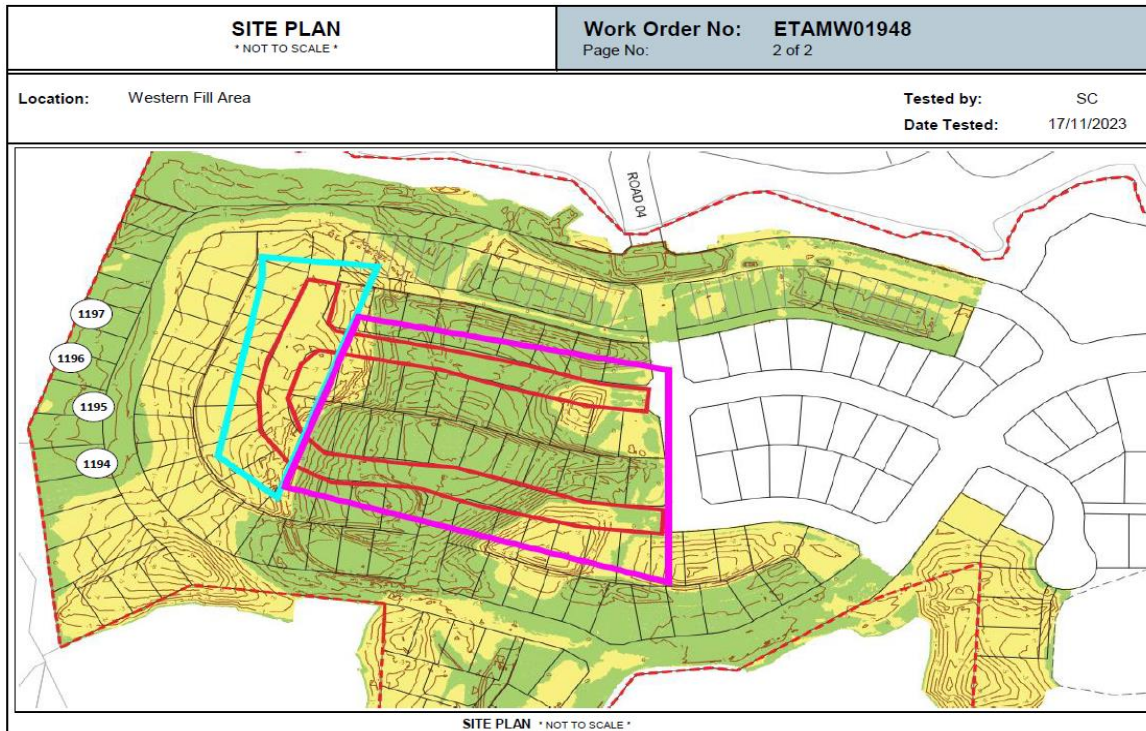 SITE PLAN
* NOT TO SCALE *
Work Order No: ETAMW01948
Page No: 2 of 2
Location: Western Fill Area
Tested by: SC
Date Tested: 17/11/2023
ROAD 04
1197
1196
1195
1194
SITE PLAN * NOT TO SCALE *